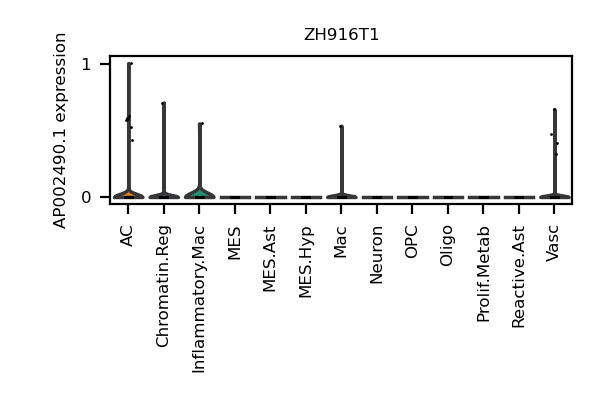 ZH916T1
AP002490.1 expression
1
0
AC
Chromatin.Reg
Inflammatory.Mac
MES
MES.Ast
MES.Hyp
Mac
Neuron
OPC
Oligo
Prolif.Metab
Reactive.Ast
Vasc